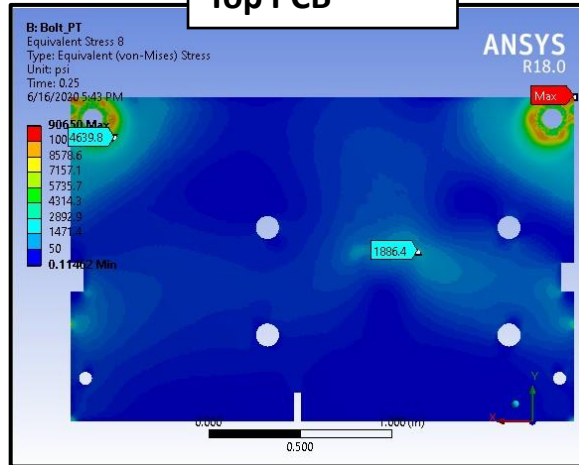 Top PCB
B: Bolt_PT
Equivalent Stress 8
Type: Equivalent (von-Mises) Stress
Unit: psi
Time: 0.25
6/16/2020 5:43 PM
ANSYS
R18.0
Max
90650 Max
4639.8
8578.6
7157.1
5735.7
4314.3
2892.9
1471.4
50
0.11462 Min
1886.4
Y
X
0.000
1.000 (in)
0.500